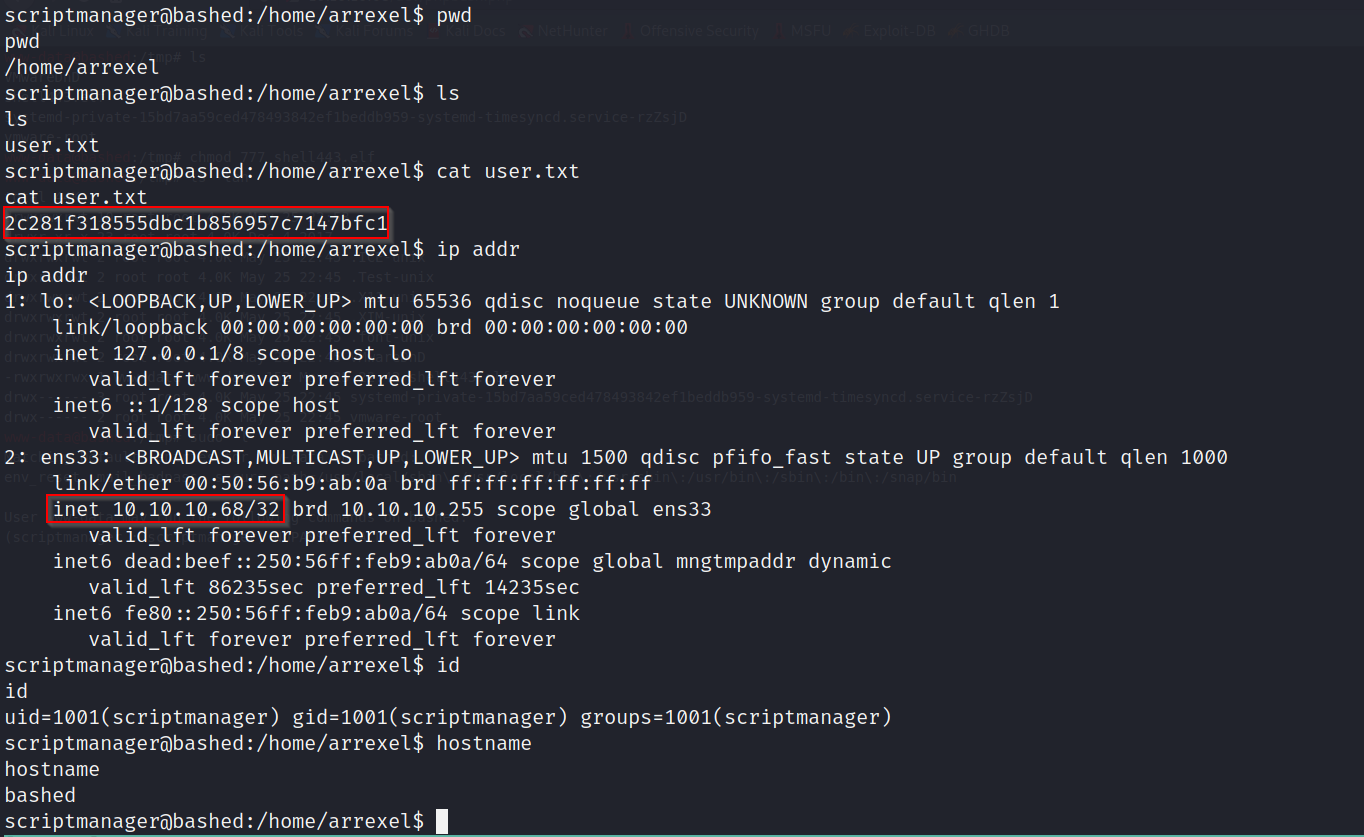 scriptmanager@bashed:/home/arrexel$ pwd
pwd
/home/arrexel
scriptmanager@bashed:/home/arrexel$ ls
ls
user.txt
scriptmanager@bashed:/home/arrexel$ cat user.txt
cat user.txt
2c281f318555dbc1b856957c7147bfc1
scriptmanager@bashed:/home/arrexel$ ip addr
ip addr
1: lo: <LOOPBACK,UP,LOWER_UP> mtu 65536 qdisc noqueue state UNKNOWN group default qlen 1
    link/loopback 00:00:00:00:00:00 brd 00:00:00:00:00:00
    inet 127.0.0.1/8 scope host lo
       valid_lft forever preferred_lft forever
    inet6 ::1/128 scope host
       valid_lft forever preferred_lft forever
2: ens33: <BROADCAST,MULTICAST,UP,LOWER_UP> mtu 1500 qdisc pfifo_fast state UP group default qlen 1000
    link/ether 00:50:56:b9:ab:0a brd ff:ff:ff:ff:ff:ff
    inet 10.10.10.68/32 brd 10.10.10.255 scope global ens33
       valid_lft forever preferred_lft forever
    inet6 dead:beef::250:56ff:feb9:ab0a/64 scope global mngtmpaddr dynamic
       valid_lft 86235sec preferred_lft 14235sec
    inet6 fe80::250:56ff:feb9:ab0a/64 scope link
       valid_lft forever preferred_lft forever
scriptmanager@bashed:/home/arrexel$ id
id
uid=1001(scriptmanager) gid=1001(scriptmanager) groups=1001(scriptmanager)
scriptmanager@bashed:/home/arrexel$ hostname
hostname
bashed
scriptmanager@bashed:/home/arrexel$